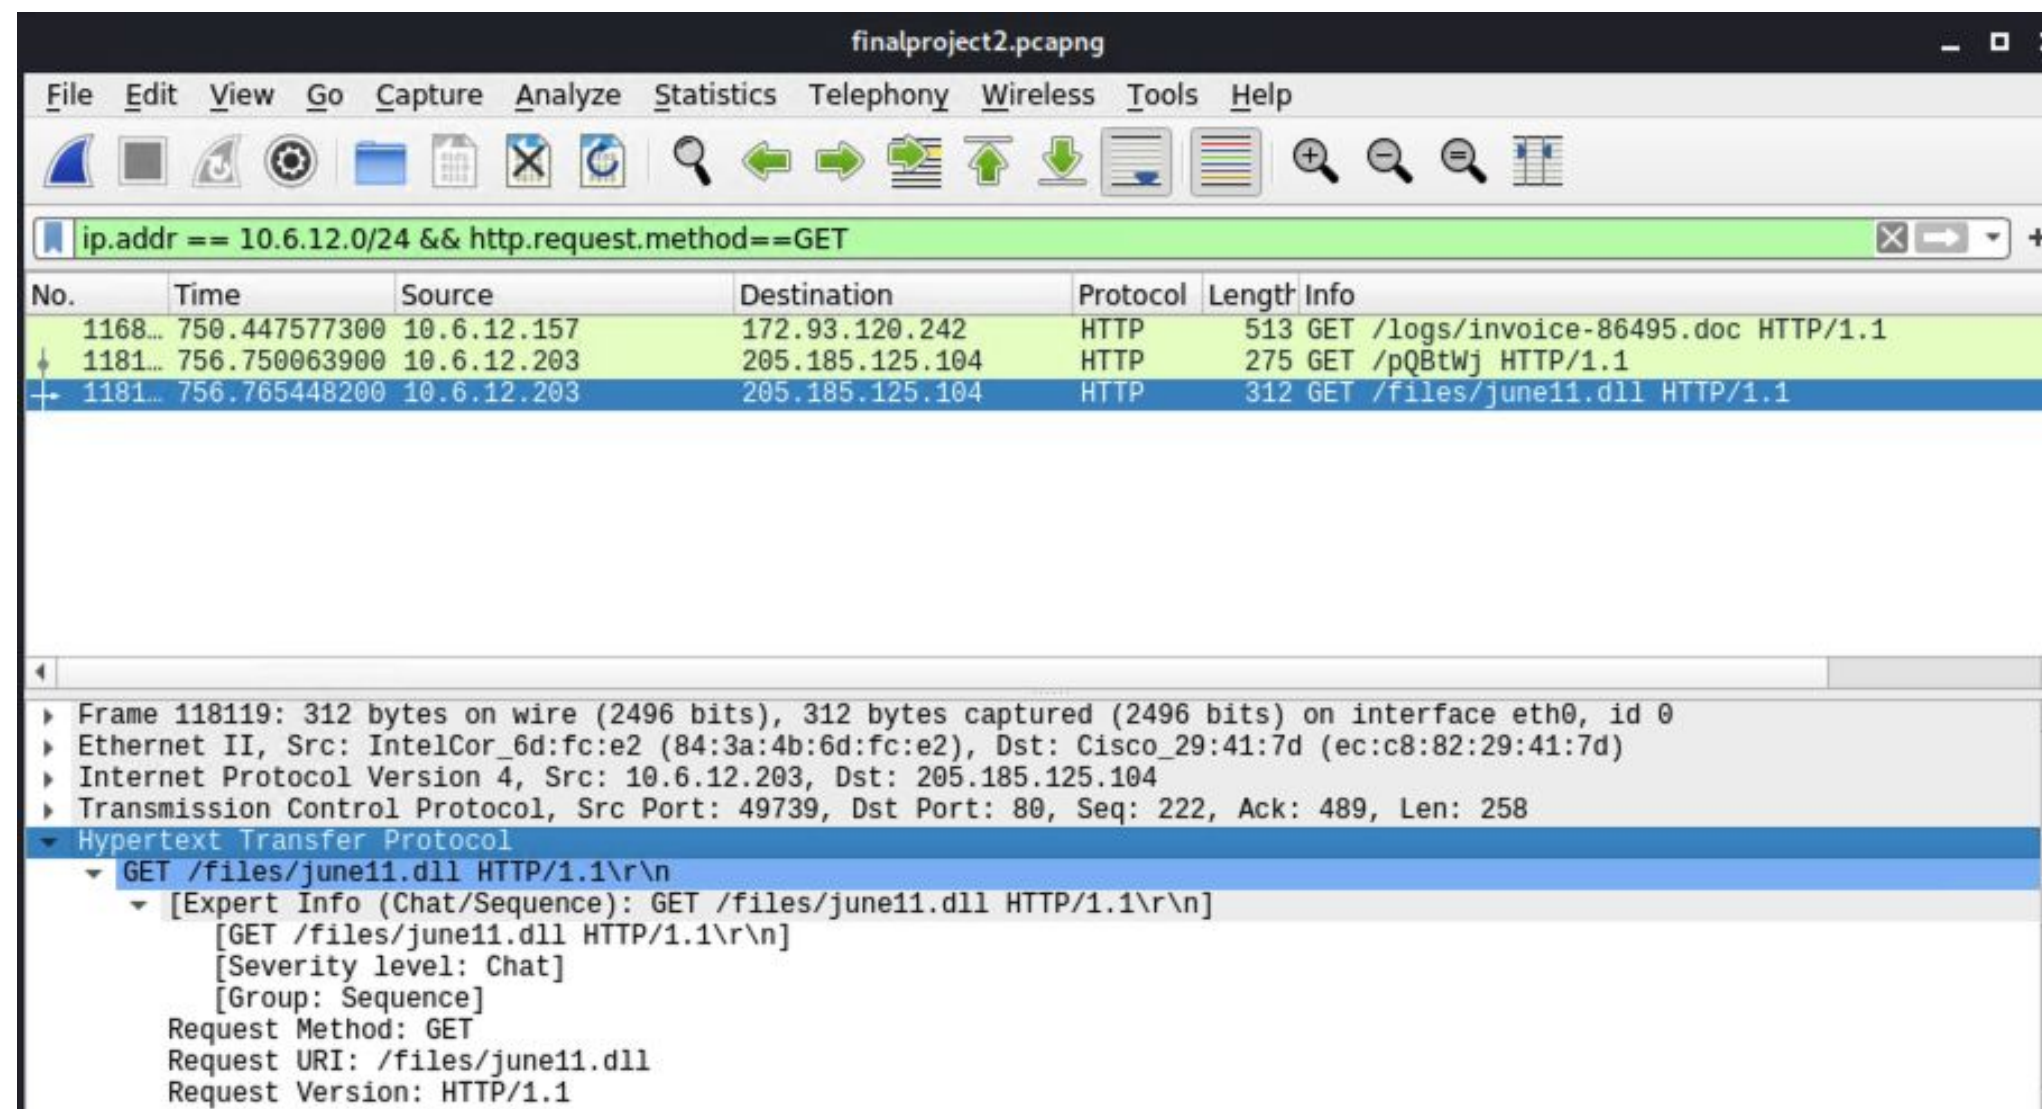 finalproject2.pcapng
File Edit View Go Capture Analyze Statistics Telephony Wireless Tools Help
ip.addr == 10.6.12.0/24 && http.request.method==GET
No. Time Source Destination Protocol Length Info
1168… 750.447577300 10.6.12.157 172.93.120.242 HTTP 513 GET /logs/invoice-86495.doc HTTP/1.1
1181… 756.750063900 10.6.12.203 205.185.125.104 HTTP 275 GET /pQBtWj HTTP/1.1
1181… 756.765448200 10.6.12.203 205.185.125.104 HTTP 312 GET /files/june11.dll HTTP/1.1
Frame 118119: 312 bytes on wire (2496 bits), 312 bytes captured (2496 bits) on interface eth0, id 0
Ethernet II, Src: IntelCor_6d:fc:e2 (84:3a:4b:6d:fc:e2), Dst: Cisco_29:41:7d (ec:c8:82:29:41:7d)
Internet Protocol Version 4, Src: 10.6.12.203, Dst: 205.185.125.104
Transmission Control Protocol, Src Port: 49739, Dst Port: 80, Seq: 222, Ack: 489, Len: 258
Hypertext Transfer Protocol
GET /files/june11.dll HTTP/1.1\r\n
[Expert Info (Chat/Sequence): GET /files/june11.dll HTTP/1.1\r\n]
[GET /files/june11.dll HTTP/1.1\r\n]
[Severity level: Chat]
[Group: Sequence]
Request Method: GET
Request URI: /files/june11.dll
Request Version: HTTP/1.1